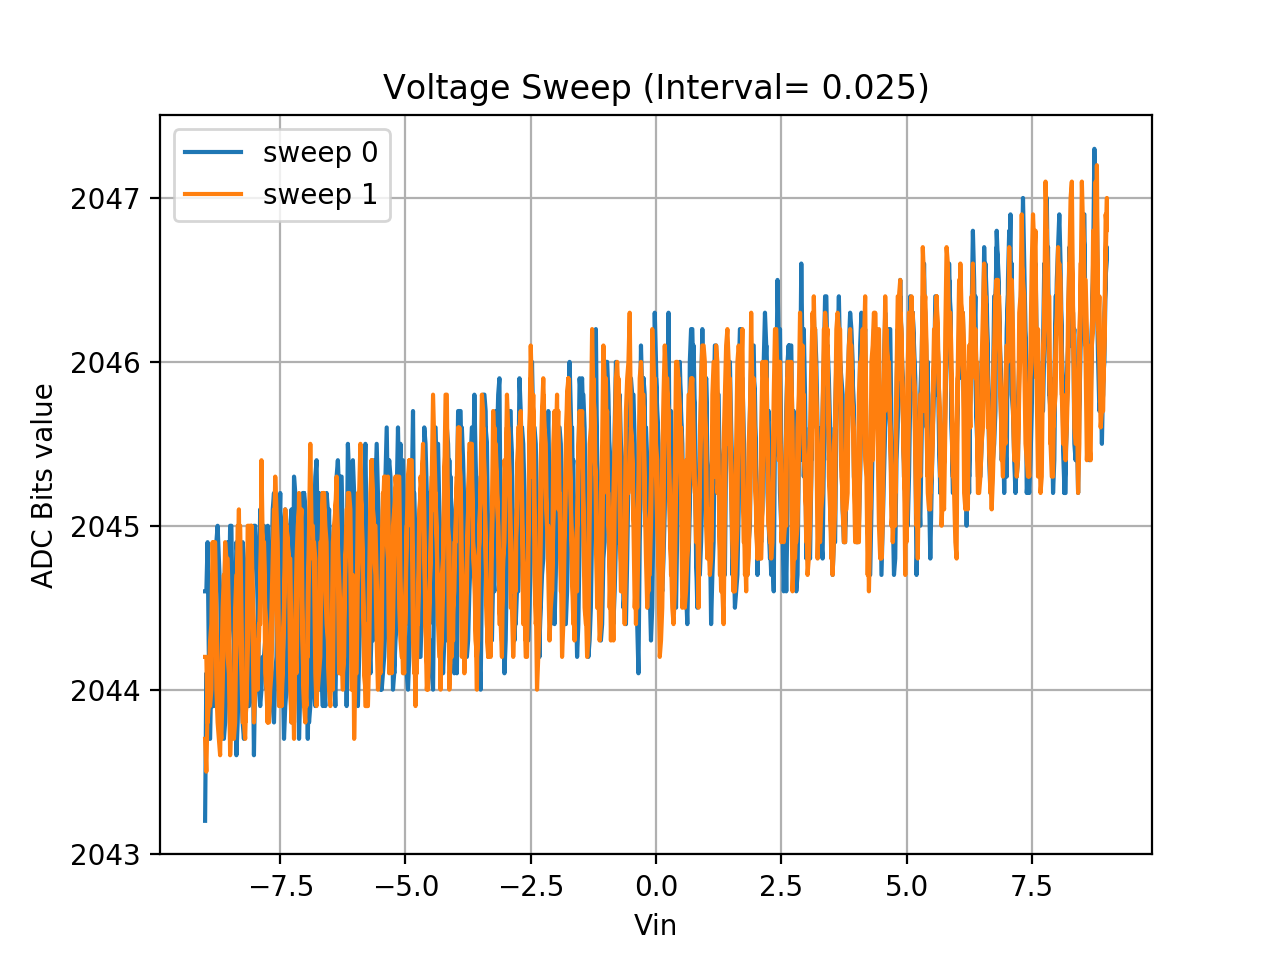 Voltage Sweep (Interval= 0.025)
sweep 0
sweep 1
2047
2046
2045
2044
2043
ADC Bits value
−7.5 −5.0 −2.5 0.0 2.5 5.0 7.5
Vin